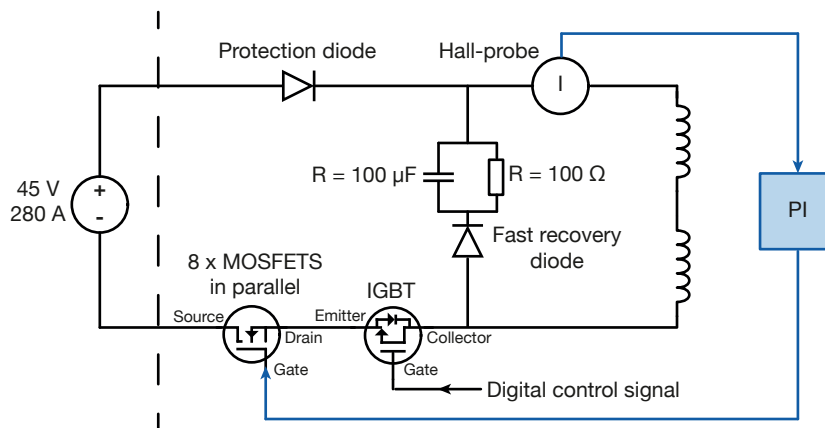 Protection diode
Hall-probe
I
45 V
280 A
+
-
R = 100 µF
R = 100 Ω
PI
Fast recovery
diode
8 x MOSFETS
in parallel
IGBT
Source
Drain
Emitter
Collector
Gate
Gate
Digital control signal